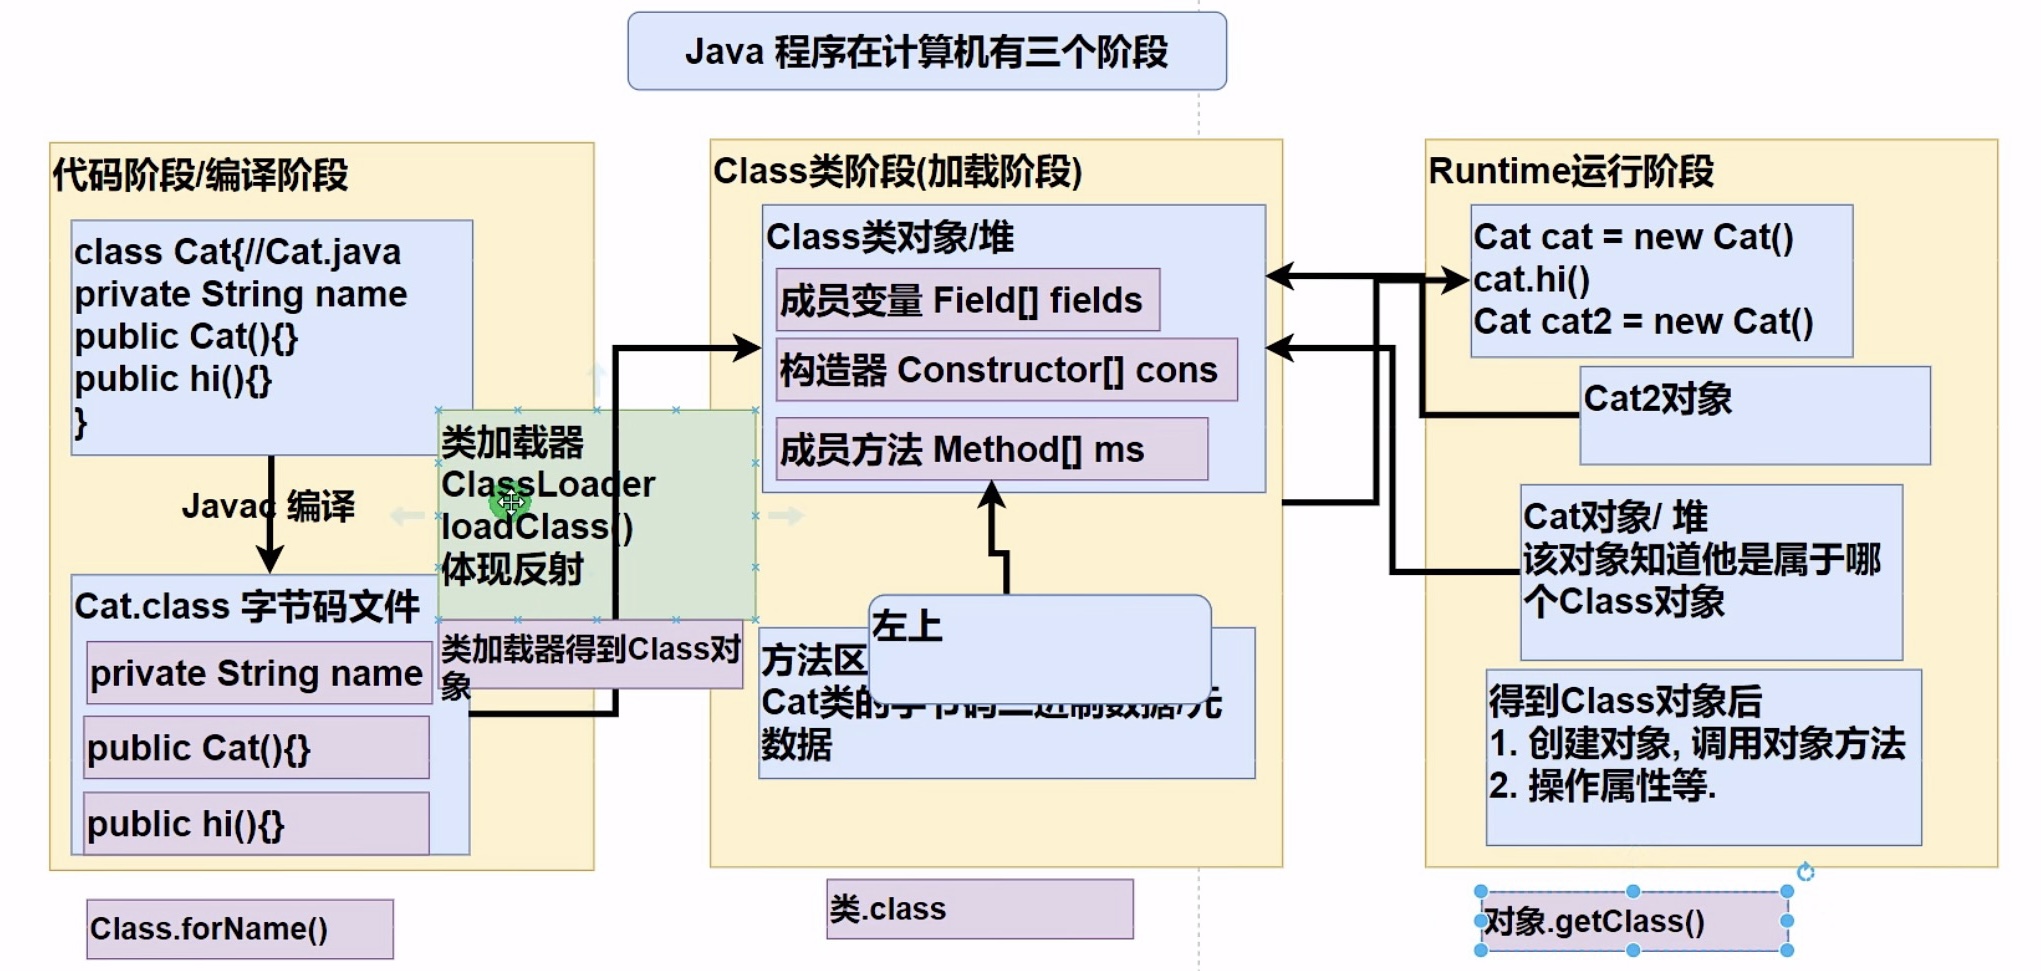 Java 程序在计算机有三个阶段
代码阶段/编译阶段
class Cat{//Cat.java
private String name
public Cat(){}
public hi(){}
}
Javac 编译
Cat.class 字节码文件
private String name
public Cat(){}
public hi(){}
Class.forName()
类加载器
ClassLoader
loadClass()
体现反射
类加载器得到Class对
象
Class类阶段(加载阶段)
Class类对象/堆
成员变量 Field[] fields
构造器 Constructor[] cons
成员方法 Method[] ms
左上
方法区
Cat类的字节码二进制数据/元
数据
类.class
Runtime运行阶段
Cat cat = new Cat()
cat.hi()
Cat cat2 = new Cat()
Cat2对象
Cat对象/ 堆
该对象知道他是属于哪
个Class对象
得到Class对象后
1. 创建对象, 调用对象方法
2. 操作属性等.
对象.getClass()